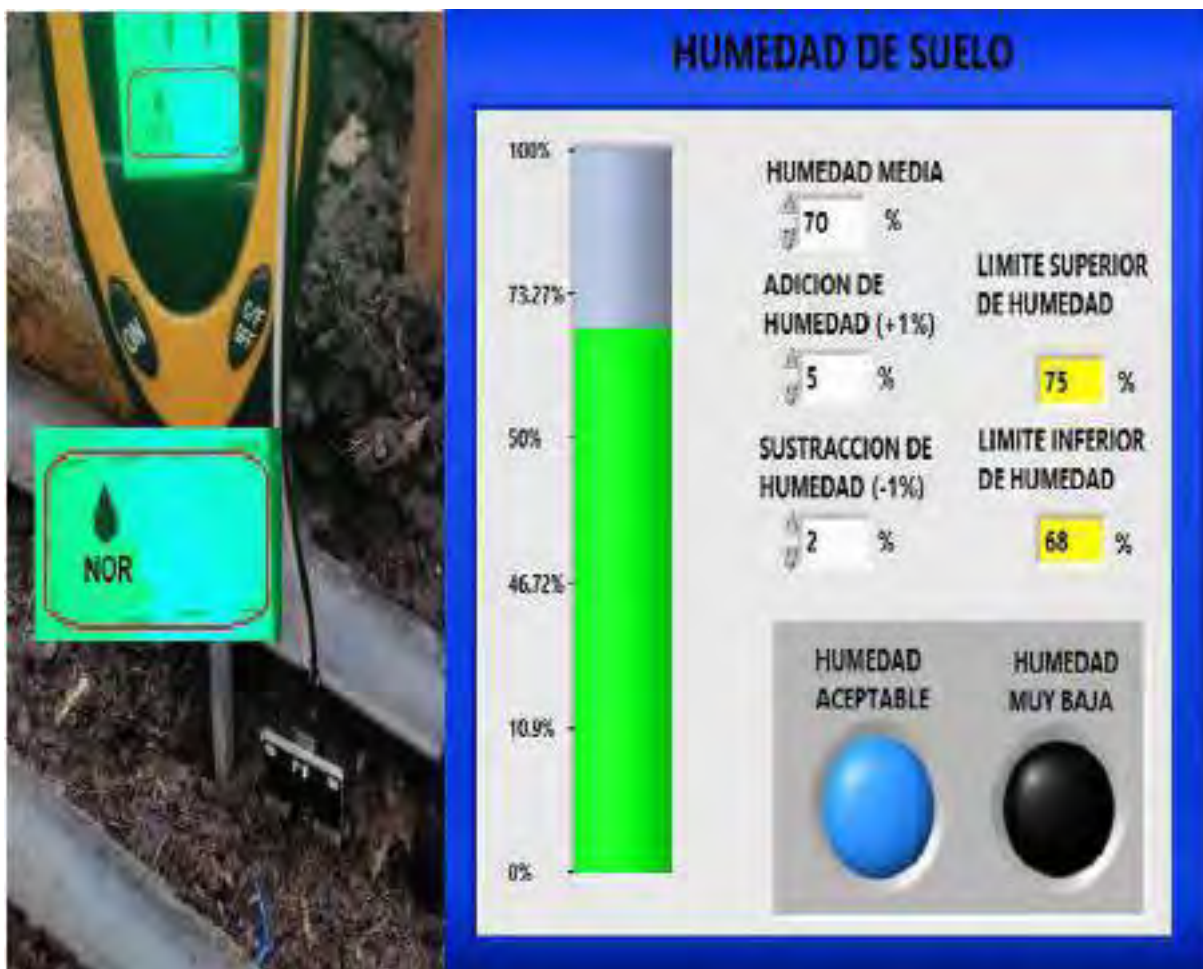 HUMEDAD DE SUELO
100%
73.27%
50%
46.72%
10.9%
0%
HUMEDAD MEDIA
70 %
ADICION DE
HUMEDAD (+1%)
5 %
SUSTRACCION DE
HUMEDAD (-1%)
2 %
LIMITE SUPERIOR
DE HUMEDAD
75 %
LIMITE INFERIOR
DE HUMEDAD
68 %
HUMEDAD
ACEPTABLE
HUMEDAD
MUY BAJA
NOR